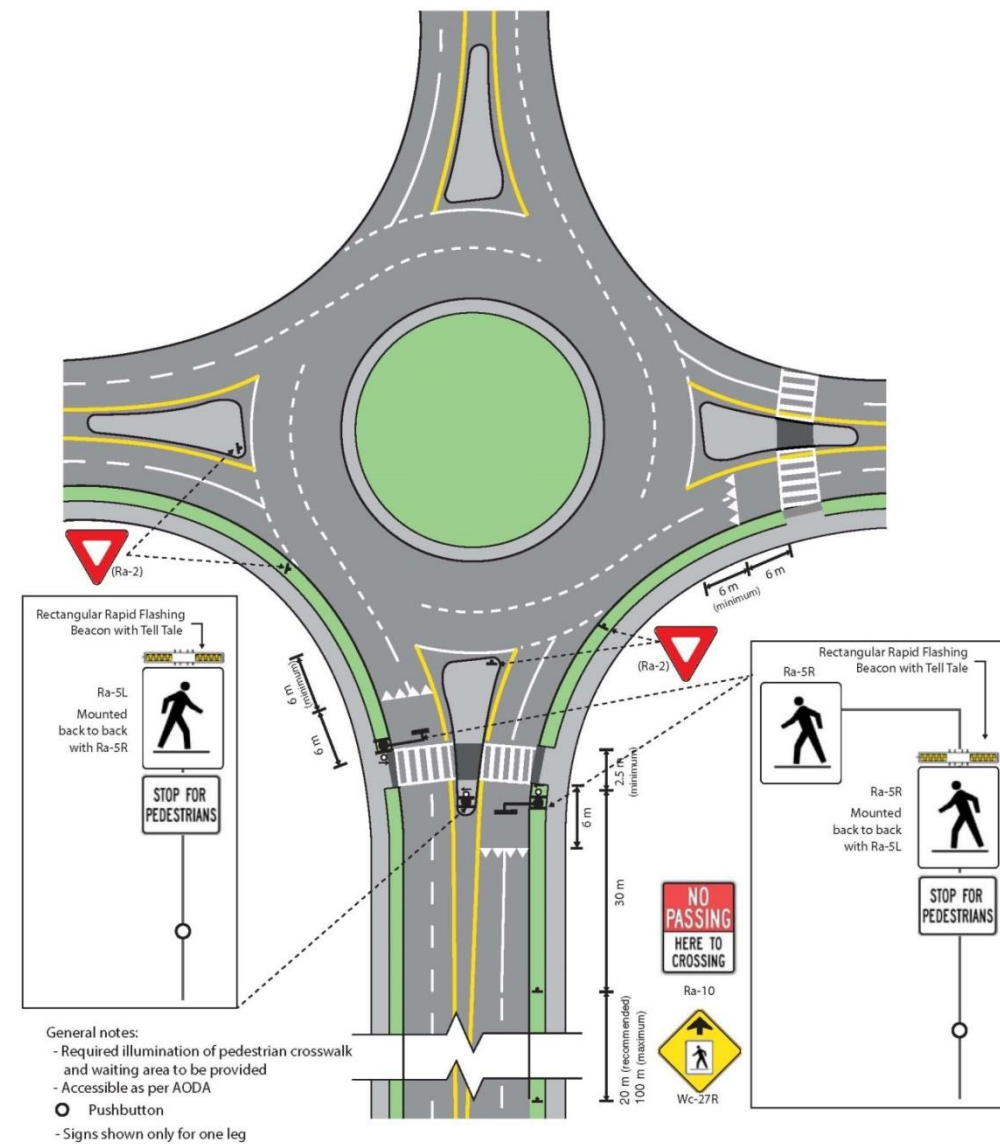 (Ra-2)
6 m
(minimum)
6 m
Rectangular Rapid Flashing
Beacon with Tell Tale
Ra-5L
Mounted
back to back
with Ra-5R
STOP FOR
PEDESTRIANS
6 m
(minimum)
6 m
(Ra-2)
2.5 m
(minimum)
6 m
30 m
20 m (recommended)
100 m (maximum)
NO
PASSING
HERE TO
CROSSING
Ra-10
Wc-27R
Rectangular Rapid Flashing
Beacon with Tell Tale
Ra-5R
Ra-5R
Mounted
back to back
with Ra-5L
STOP FOR
PEDESTRIANS
General notes:
- Required illumination of pedestrian crosswalk
and waiting area to be provided
- Accessible as per AODA
Pushbutton
- Signs shown only for one leg